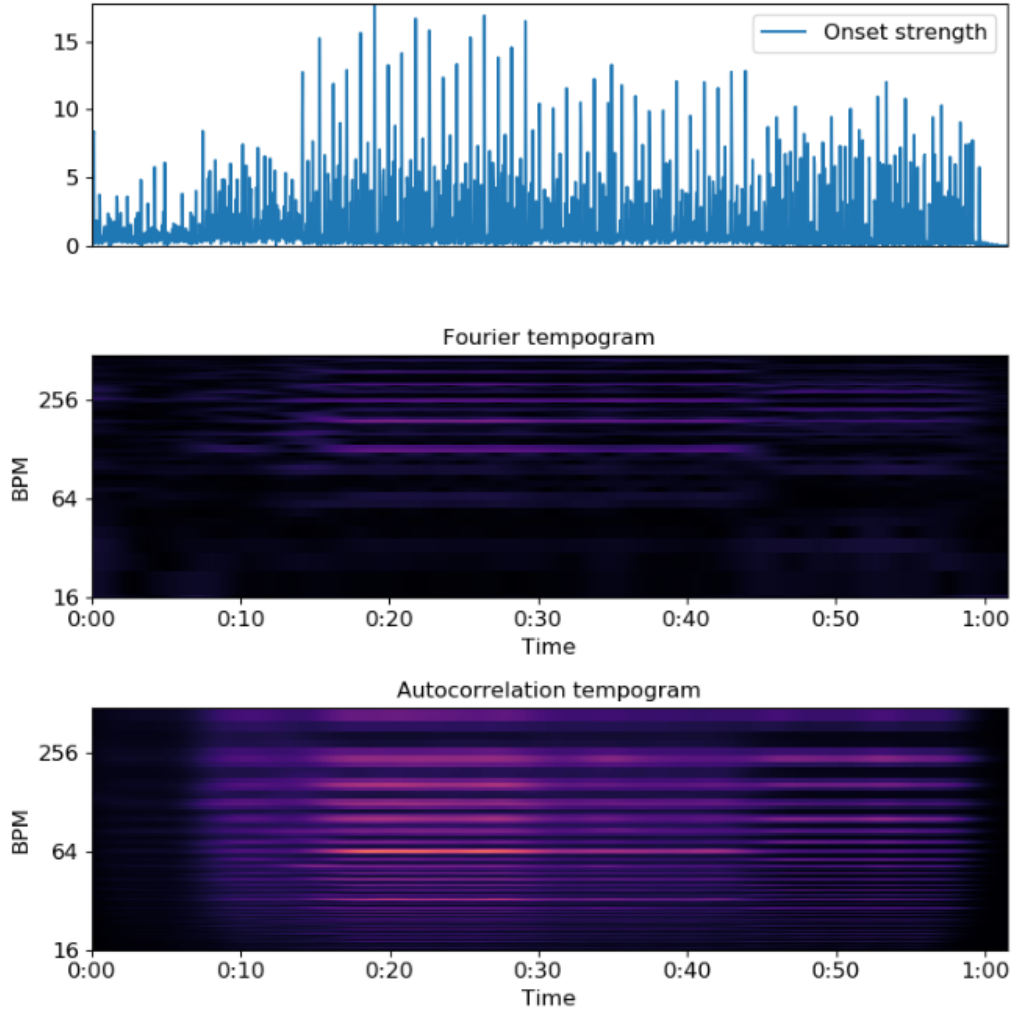 Onset strength
15
10
5
0
Fourier tempogram
256
64
16
BPM
0:00 0:10 0:20 0:30 0:40 0:50 1:00
Time
Autocorrelation tempogram
256
64
16
BPM
0:00 0:10 0:20 0:30 0:40 0:50 1:00
Time